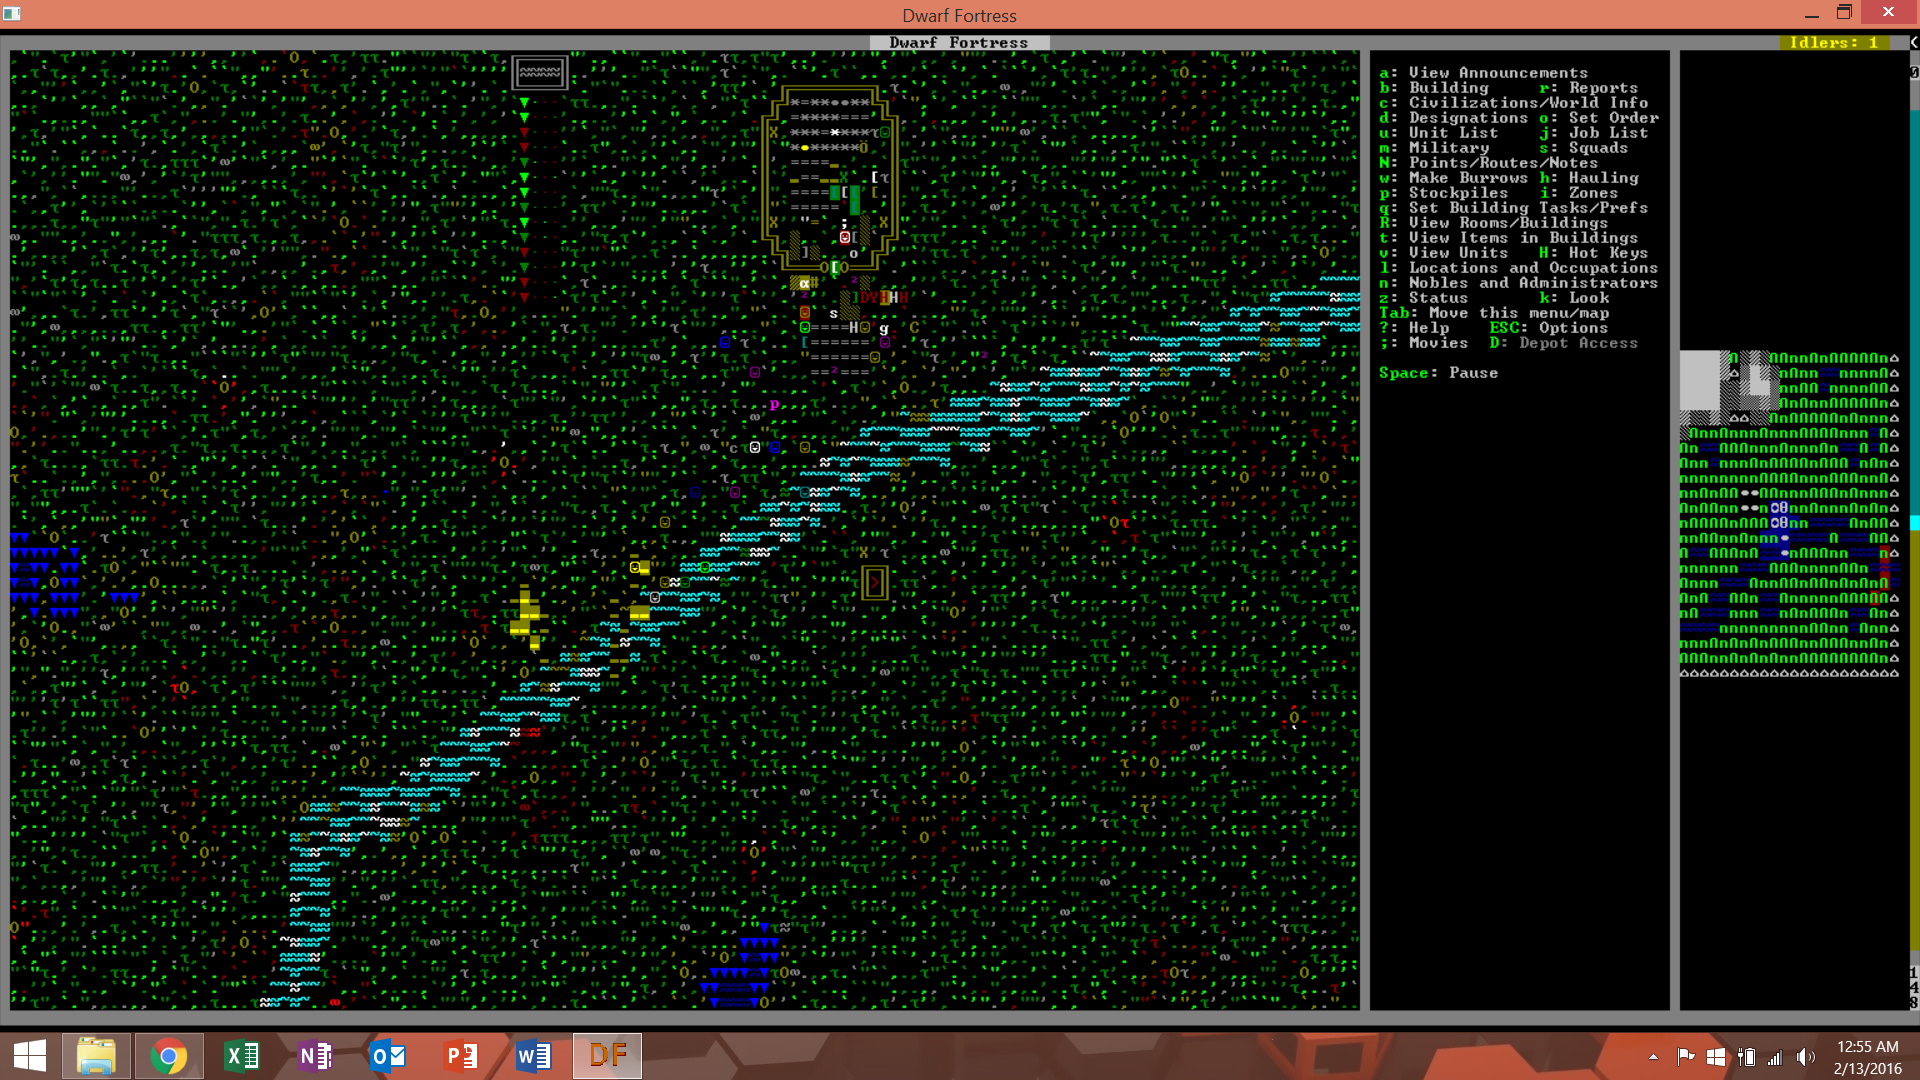 Dwarf Fortress
Dwarf Fortress
Idlers: 1
a: View Announcements
b: Building r: Reports
c: Civilizations/World Info
d: Designations o: Set Order
u: Unit List j: Job List
m: Military s: Squads
N: Points/Routes/Notes
w: Make Burrows h: Hauling
p: Stockpiles i: Zones
q: Set Building Tasks/Prefs
R: View Rooms/Buildings
t: View Items in Buildings
v: View Units H: Hot Keys
l: Locations and Occupations
n: Nobles and Administrators
z: Status k: Look
Tab: Move this menu/map
?: Help ESC: Options
;: Movies D: Depot Access
Space: Pause
DF
12:55 AM
2/13/2016